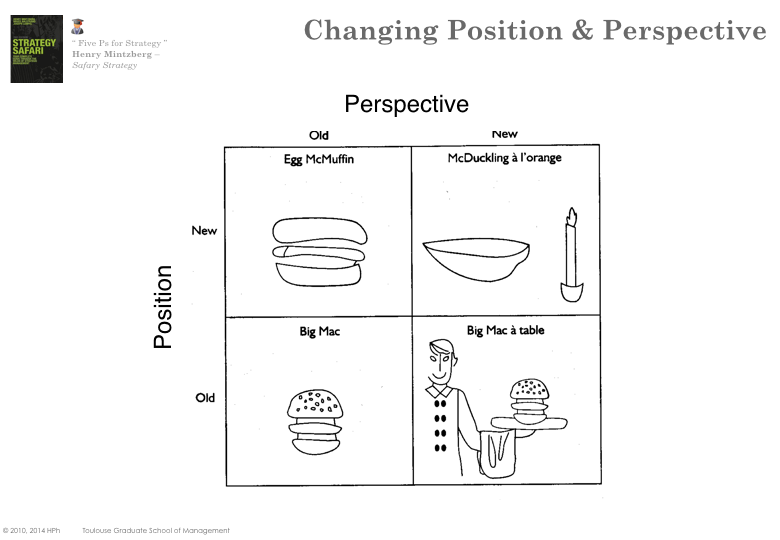 Changing Position & Perspective
STRATEGY
SAFARI
“ Five Ps for Strategy ”
Henry Mintzberg –
Safary Strategy
Perspective
Old
New
Egg McMuffin
McDuckling à l'orange
New
Position
Big Mac
Big Mac à table
Old
© 2010, 2014 HPh
Toulouse Graduate School of Management